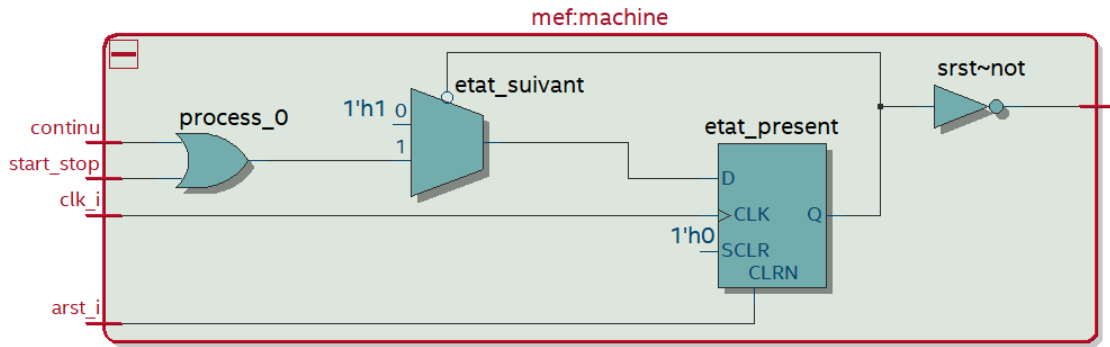 mef:machine
srst~not
etat_suivant
1'h1
0
process_0
continu
etat_present
1
start_stop
D
clk_i
CLK
Q
1'h0
SCLR
CLRN
arst_i